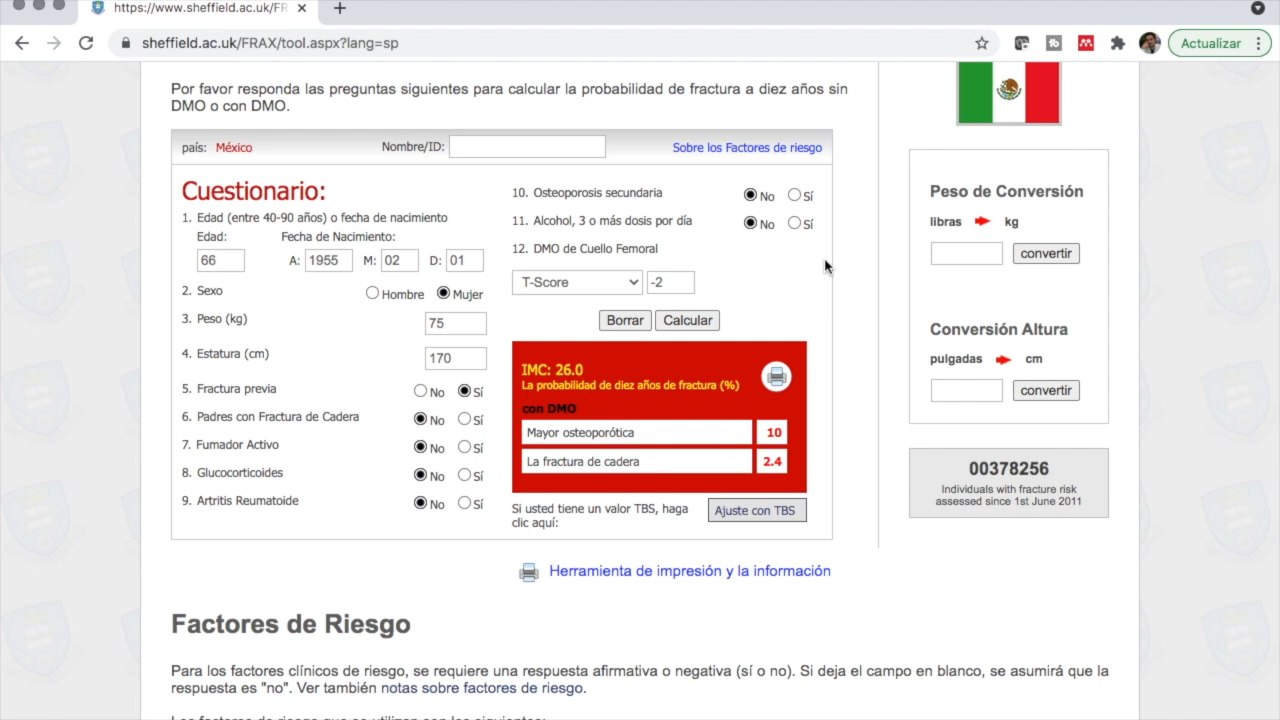 https://www.sheffield.ac.uk/FR
sheffield.ac.uk/FRAX/tool.aspx?lang=sp
Actualizar
Por favor responda las preguntas siguientes para calcular la probabilidad de fractura a diez años sin
DMO o con DMO.
país: México
Nombre/ID:
Sobre los Factores de riesgo
Cuestionario:
1. Edad (entre 40-90 años) o fecha de nacimiento
Edad: Fecha de Nacimiento:
66 A: 1955 M: 02 D: 01
2. Sexo Hombre Mujer
3. Peso (kg) 75
4. Estatura (cm) 170
5. Fractura previa No Sí
6. Padres con Fractura de Cadera No Sí
7. Fumador Activo No Sí
8. Glucocorticoides No Sí
9. Artritis Reumatoide No Sí
10. Osteoporosis secundaria No Sí
11. Alcohol, 3 o más dosis por día No Sí
12. DMO de Cuello Femoral
T-Score -2
Borrar Calcular
IMC: 26.0
La probabilidad de diez años de fractura (%)
con DMO
Mayor osteoporótica 10
La fractura de cadera 2.4
Si usted tiene un valor TBS, haga
clic aquí:
Ajuste con TBS
Herramienta de impresión y la información
Peso de Conversión
libras kg
convertir
Conversión Altura
pulgadas cm
convertir
00378256
Individuals with fracture risk
assessed since 1st June 2011
Factores de Riesgo
Para los factores clínicos de riesgo, se requiere una respuesta afirmativa o negativa (sí o no). Si deja el campo en blanco, se asumirá que la
respuesta es "no". Ver también notas sobre factores de riesgo.